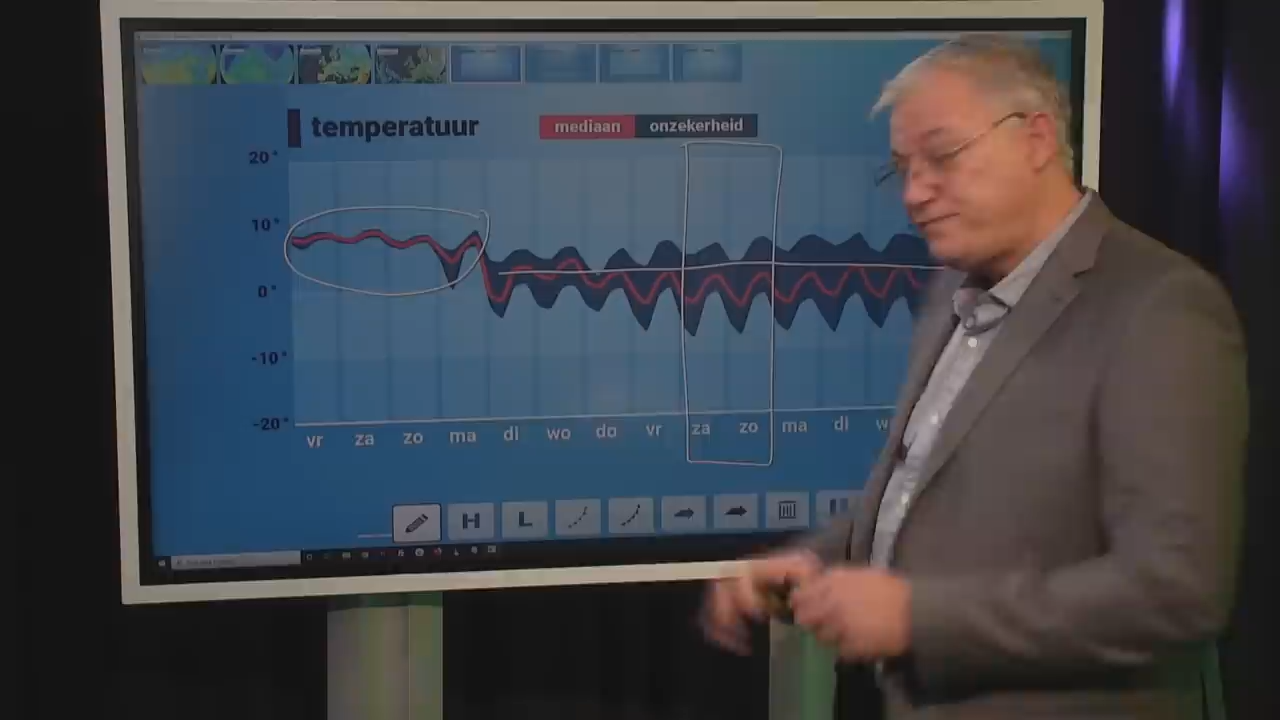 temperatuur
mediaan onzekerheid
20°
10°
0°
-10°
-20°
vr za zo ma di wo do vr za zo ma di w
H L